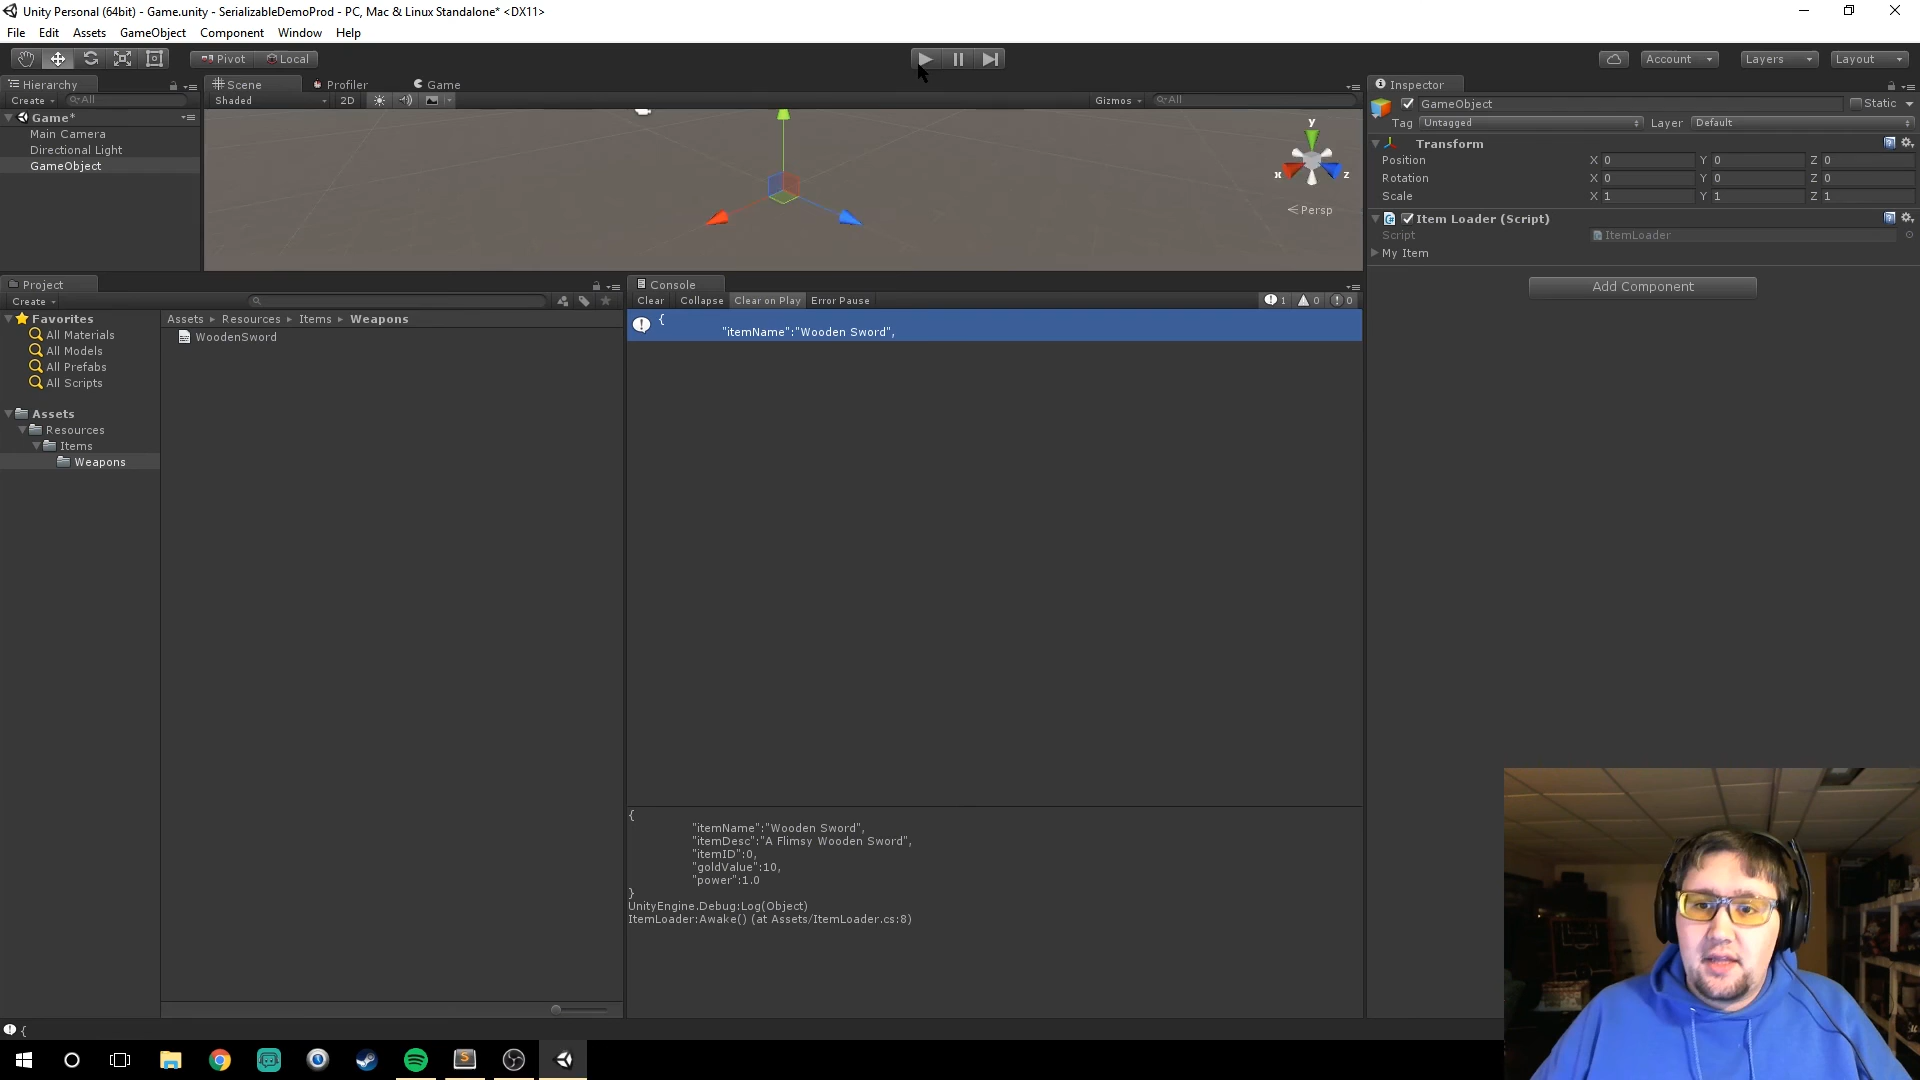 Unity Personal (64bit) - Game.unity - SerializableDemoProd - PC, Mac & Linux Standalone* <DX11>
File Edit Assets GameObject Component Window Help
Pivot Local Account Layers Layout
Hierarchy
Create All
Game*
Main Camera
Directional Light
GameObject
Scene Profiler Game
Shaded 2D Gizmos All
y
x z
Persp
Inspector
GameObject Static
Tag Untagged Layer Default
Transform
Position X 0 Y 0 Z 0
Rotation X 0 Y 0 Z 0
Scale X 1 Y 1 Z 1
Item Loader (Script)
Script ItemLoader
My Item
Add Component
Project
Create
Favorites
All Materials
All Models
All Prefabs
All Scripts
Assets
Resources
Items
Weapons
Assets Resources Items Weapons
WoodenSword
Console
Clear Collapse Clear on Play Error Pause 1 0 0
{
"itemName":"Wooden Sword",
{
"itemName":"Wooden Sword",
"itemDesc":"A Flimsy Wooden Sword",
"itemID":0,
"goldValue":10,
"power":1.0
}
UnityEngine.Debug:Log(Object)
ItemLoader:Awake() (at Assets/ItemLoader.cs:8)
{